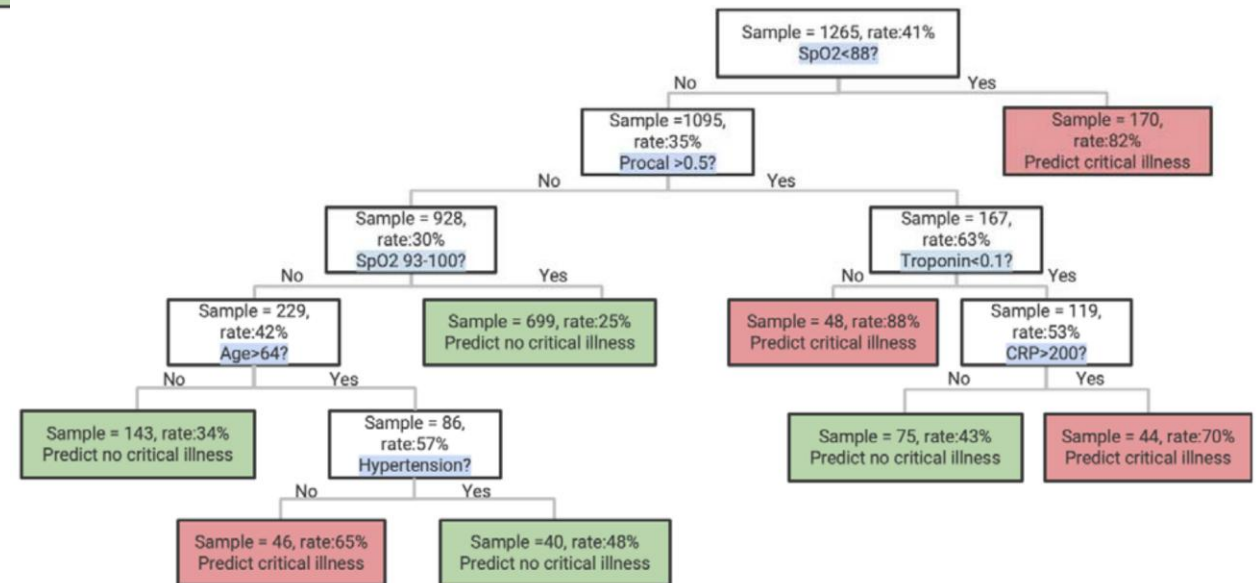 Sample = 1265, rate:41%
SpO2<88?
No
Yes
Sample =1095,
rate:35%
Procal >0.5?
Sample = 170,
rate:82%
Predict critical illness
No
Yes
Sample = 928,
rate:30%
SpO2 93-100?
Sample = 167,
rate:63%
Troponin<0.1?
No
Yes
No
Yes
Sample = 229,
rate:42%
Age>64?
Sample = 699, rate:25%
Predict no critical illness
Sample = 48, rate:88%
Predict critical illness
Sample = 119,
rate:53%
CRP>200?
No
Yes
No
Yes
Sample = 143, rate:34%
Predict no critical illness
Sample = 86,
rate:57%
Hypertension?
Sample = 75, rate:43%
Predict no critical illness
Sample = 44, rate:70%
Predict critical illness
No
Yes
Sample = 46, rate:65%
Predict critical illness
Sample =40, rate:48%
Predict no critical illness